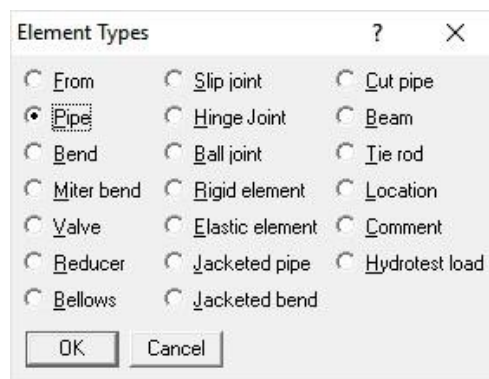 Element Types ?
From
Pipe
Bend
Miter bend
Valve
Reducer
Bellows
Slip joint
Hinge Joint
Ball joint
Rigid element
Elastic element
Jacketed pipe
Jacketed bend
Cut pipe
Beam
Tie rod
Location
Comment
Hydrotest load
OK
Cancel